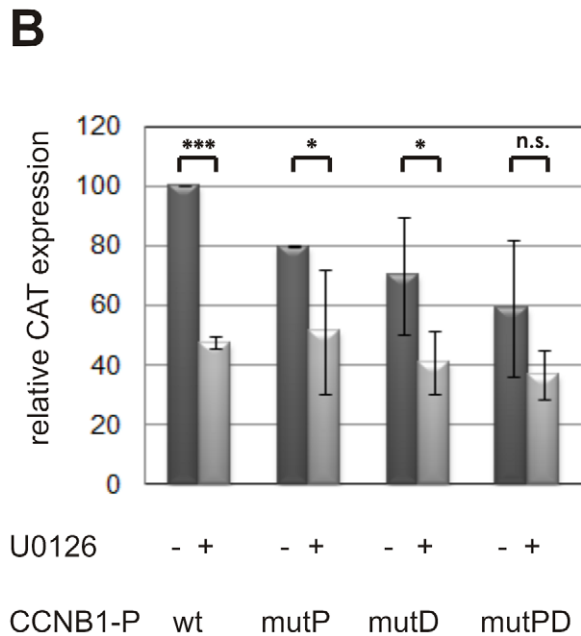 B
relative CAT expression
120
100
80
60
40
20
0
*** * * n.s.
U0126 - + - + - + - +
CCNB1-P wt mutP mutD mutPD